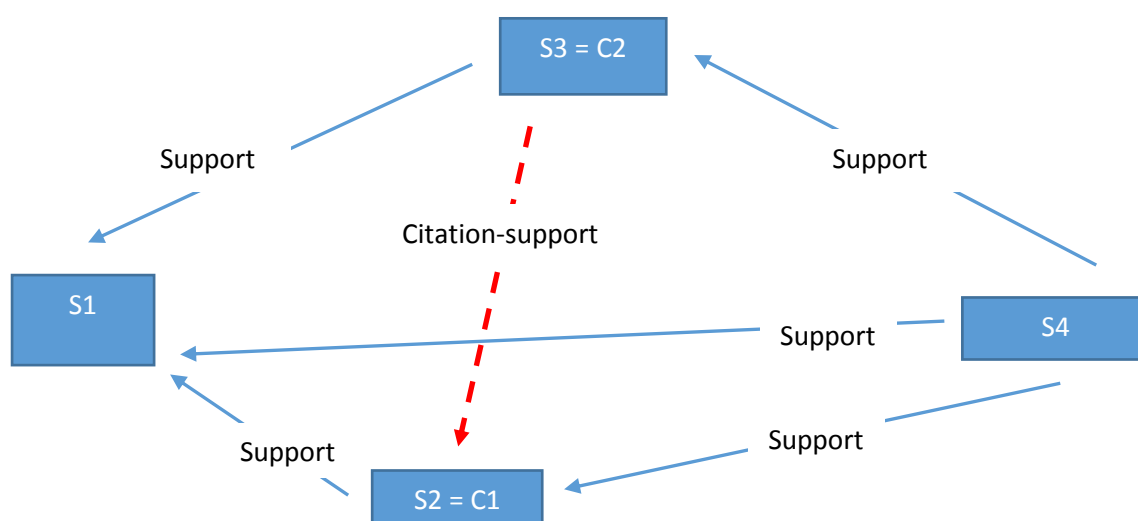 S3 = C2
Support
Support
Citation-support
S1
S4
Support
Support
Support
S2 = C1